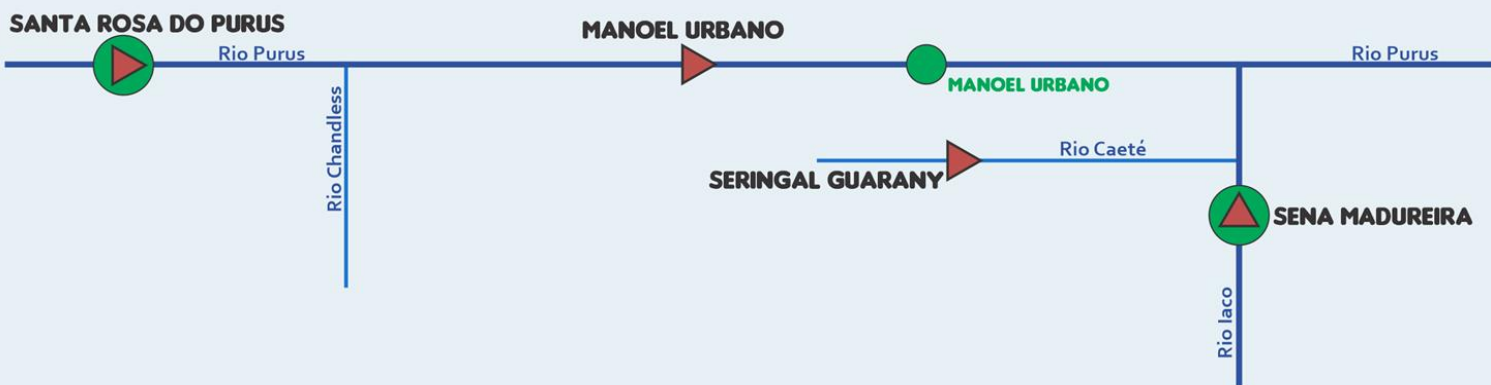 SANTA ROSA DO PURUS
Rio Purus
MANOEL URBANO
Rio Purus
MANOEL URBANO
Rio Chandless
Rio Caeté
SERINGAL GUARANY
SENA MADUREIRA
Rio Iaco